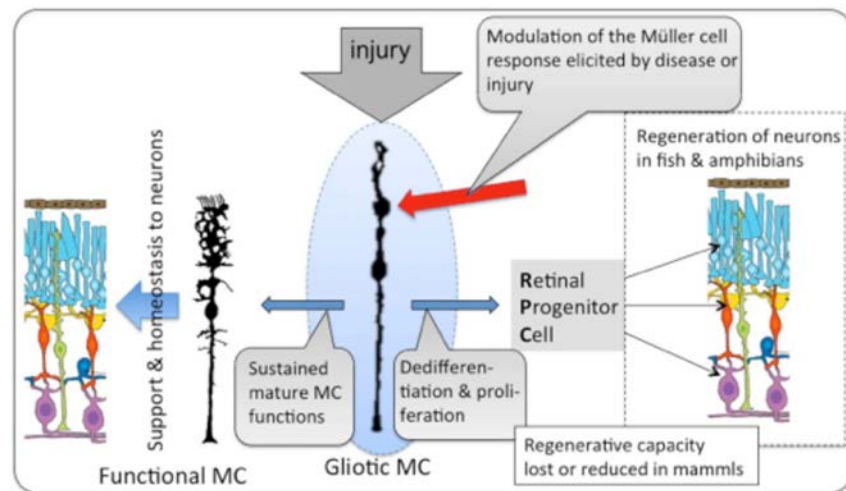 injury
Modulation of the Müller cell
response elicited by disease or
injury
Regeneration of neurons
in fish & amphibians
Support & homeostasis to neurons
Retinal
Progenitor
Cell
Sustained
mature MC
functions
Dedifferen-
tiation & proli-
feration
Functional MC
Gliotic MC
Regenerative capacity
lost or reduced in mammls